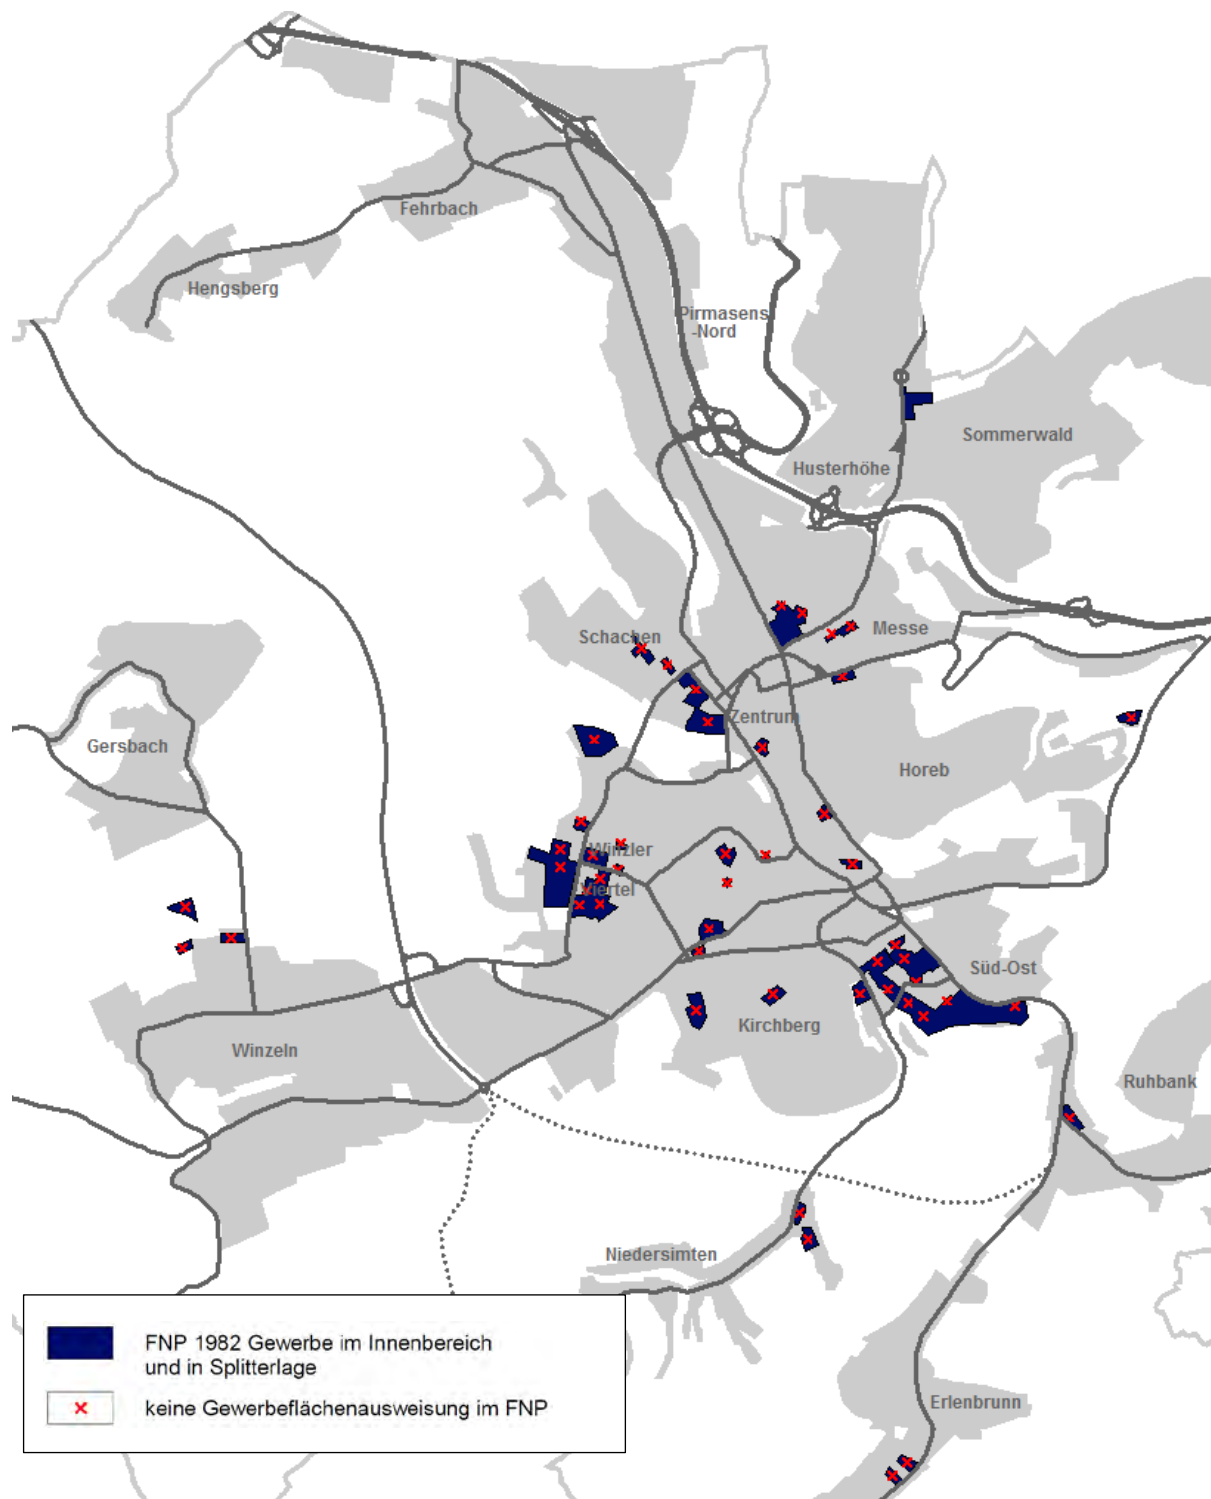 Fehrbach
Hengsberg
Pirmasens
-Nord
Sommerwald
Husterhöhe
Messe
Schachen
Zentrum
Gersbach
Horeb
Winzler
Viertel
Süd-Ost
Kirchberg
Winzeln
Ruhbank
Niedersimten
Erlenbrunn
FNP 1982 Gewerbe im Innenbereich
und in Splitterlage
keine Gewerbeflächenausweisung im FNP